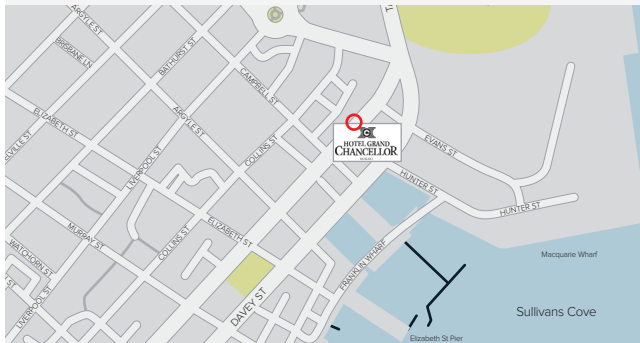 ARGYLE ST
BRISBANE LN
BATHURST ST
CAMPBELL ST
ELIZABETH ST
ARGYLE ST
COLLINS ST
LIVERPOOL ST
HOTEL GRAND
CHANCELLOR
EVANS ST
HUNTER ST
HUNTER ST
MURRAY ST
COLLINS ST
ELIZABETH ST
WATCHORN ST
LIVERPOOL ST
DAVEY ST
FRANKLIN WHARF
Macquarie Wharf
Sullivans Cove
Elizabeth St Pier